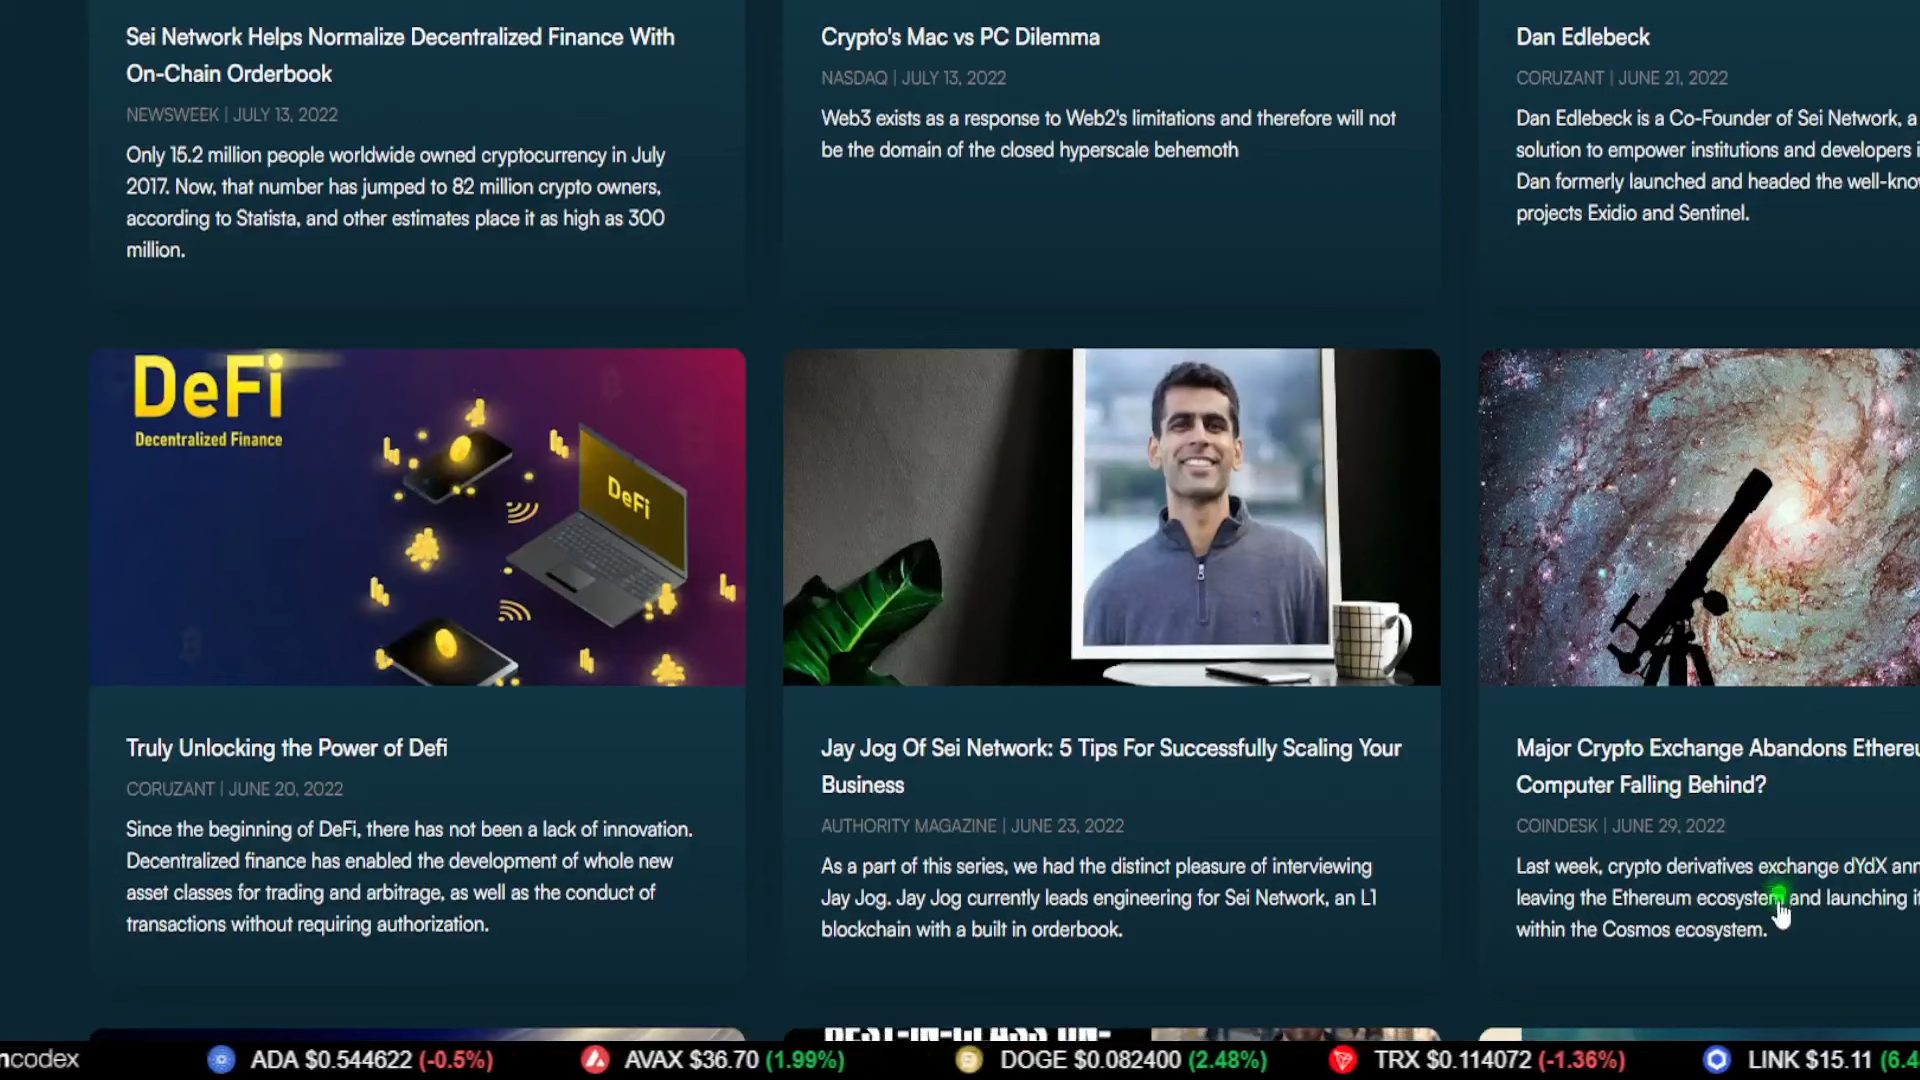 Sei Network Helps Normalize Decentralized Finance With
On-Chain Orderbook
NEWSWEEK | JULY 13, 2022
Only 15.2 million people worldwide owned cryptocurrency in July
2017. Now, that number has jumped to 82 million crypto owners,
according to Statista, and other estimates place it as high as 300
million.
Crypto's Mac vs PC Dilemma
NASDAQ | JULY 13, 2022
Web3 exists as a response to Web2's limitations and therefore will not
be the domain of the closed hyperscale behemoth
Dan Edlebeck
CORUZANT | JUNE 21, 2022
Dan Edlebeck is a Co-Founder of Sei Network, a
solution to empower institutions and developers i
Dan formerly launched and headed the well-kno
projects Exidio and Sentinel.
DeFi
Decentralized Finance
DeFi
Truly Unlocking the Power of Defi
CORUZANT | JUNE 20, 2022
Since the beginning of DeFi, there has not been a lack of innovation.
Decentralized finance has enabled the development of whole new
asset classes for trading and arbitrage, as well as the conduct of
transactions without requiring authorization.
Jay Jog Of Sei Network: 5 Tips For Successfully Scaling Your
Business
AUTHORITY MAGAZINE | JUNE 23, 2022
As a part of this series, we had the distinct pleasure of interviewing
Jay Jog. Jay Jog currently leads engineering for Sei Network, an L1
blockchain with a built in orderbook.
Major Crypto Exchange Abandons Ethereu
Computer Falling Behind?
COINDESK | JUNE 29, 2022
Last week, crypto derivatives exchange dYdX ann
leaving the Ethereum ecosystem and launching it
within the Cosmos ecosystem.
BEST-IN-CLASS ON-
ncodex ADA $0.544622 (-0.5%) AVAX $36.70 (1.99%) DOGE $0.082400 (2.48%) TRX $0.114072 (-1.36%) LINK $15.11 (6.4